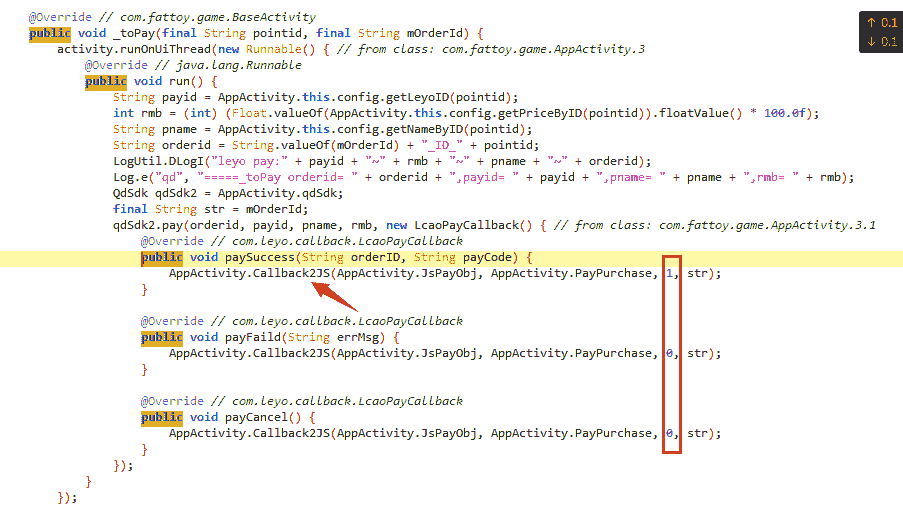 @Override // com.fattoy.game.BaseActivity
public void _toPay(final String pointid, final String mOrderId) {
activity.runOnUiThread(new Runnable() { // from class: com.fattoy.game.AppActivity.3
@Override // java.lang.Runnable
public void run() {
String payid = AppActivity.this.config.getLeyoID(pointid);
int rmb = (int) (Float.valueOf(AppActivity.this.config.getPriceByID(pointid)).floatValue() * 100.0f);
String pname = AppActivity.this.config.getNameByID(pointid);
String orderid = String.valueOf(mOrderId) + "_ID_" + pointid;
LogUtil.DLogI("leyo pay:" + payid + "~" + rmb + "~" + pname + "~" + orderid);
Log.e("qd", "=====_toPay orderid= " + orderid + ",payid= " + payid + ",pname= " + pname + ",rmb= " + rmb);
QdSdk qdSdk2 = AppActivity.qdSdk;
final String str = mOrderId;
qdSdk2.pay(orderid, payid, pname, rmb, new LcaoPayCallback() { // from class: com.fattoy.game.AppActivity.3.1
@Override // com.leyo.callback.LcaoPayCallback
public void paySuccess(String orderID, String payCode) {
AppActivity.Callback2JS(AppActivity.JsPayObj, AppActivity.PayPurchase, 1, str);
}
@Override // com.leyo.callback.LcaoPayCallback
public void payFaild(String errMsg) {
AppActivity.Callback2JS(AppActivity.JsPayObj, AppActivity.PayPurchase, 0, str);
}
@Override // com.leyo.callback.LcaoPayCallback
public void payCancel() {
AppActivity.Callback2JS(AppActivity.JsPayObj, AppActivity.PayPurchase, 0, str);
}
});
}
});
↑ 0.1
↓ 0.1